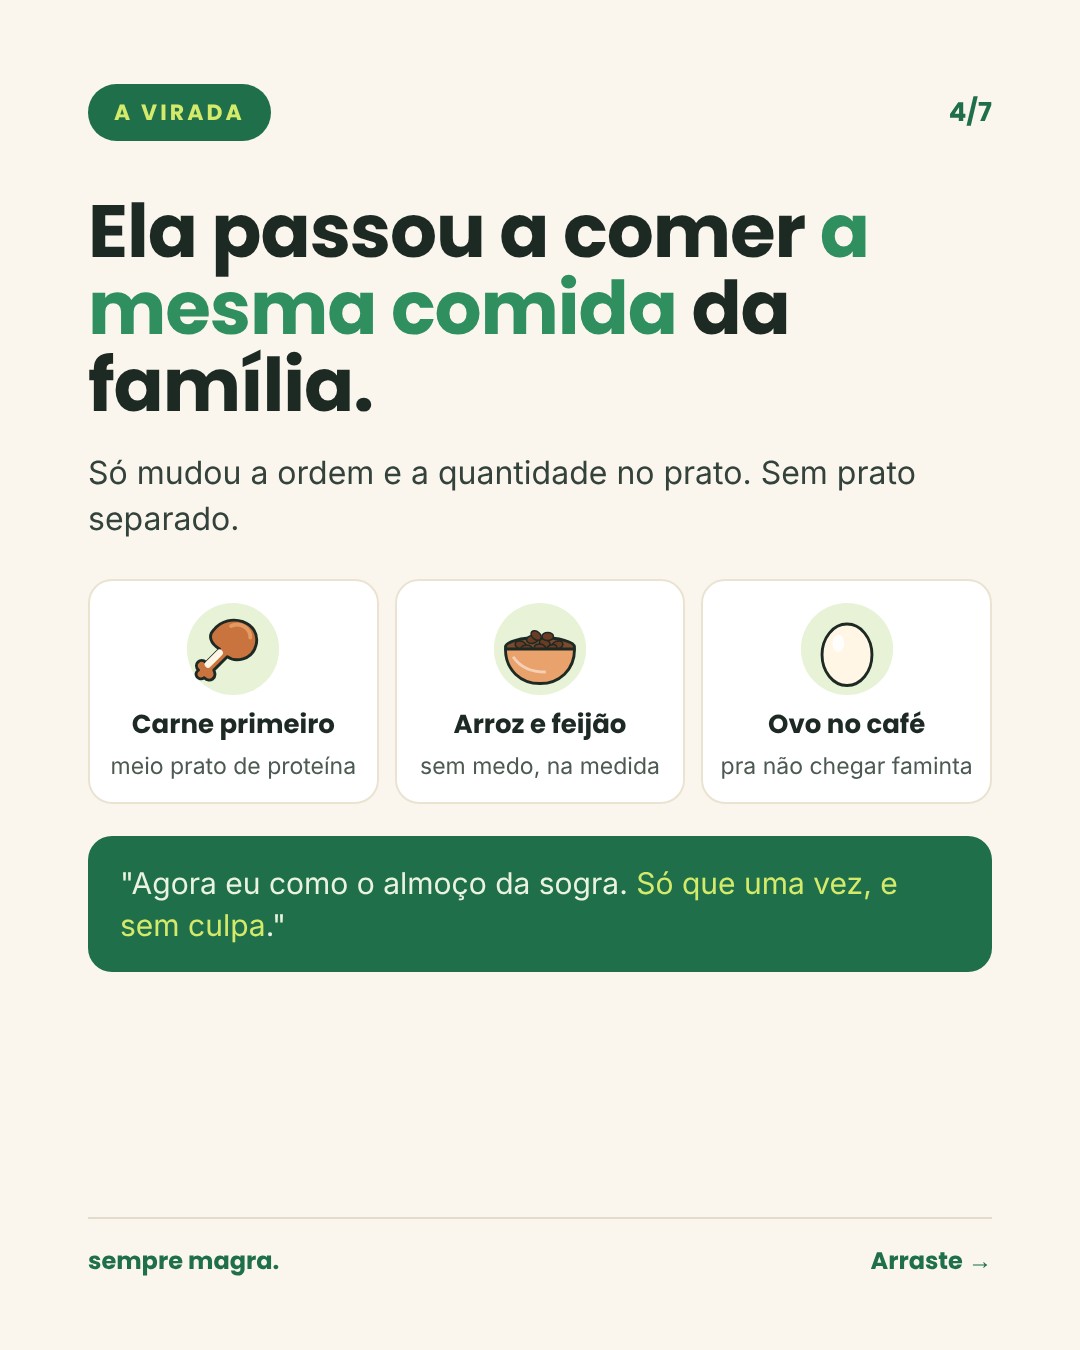 A VIRADA
4/7
Ela passou a comer a
mesma comida da
família.
Só mudou a ordem e a quantidade no prato. Sem prato
separado.
Carne primeiro
meio prato de proteína
Arroz e feijão
sem medo, na medida
Ovo no café
pra não chegar faminta
"Agora eu como o almoço da sogra. Só que uma vez, e
sem culpa."
sempre magra.
Arraste →